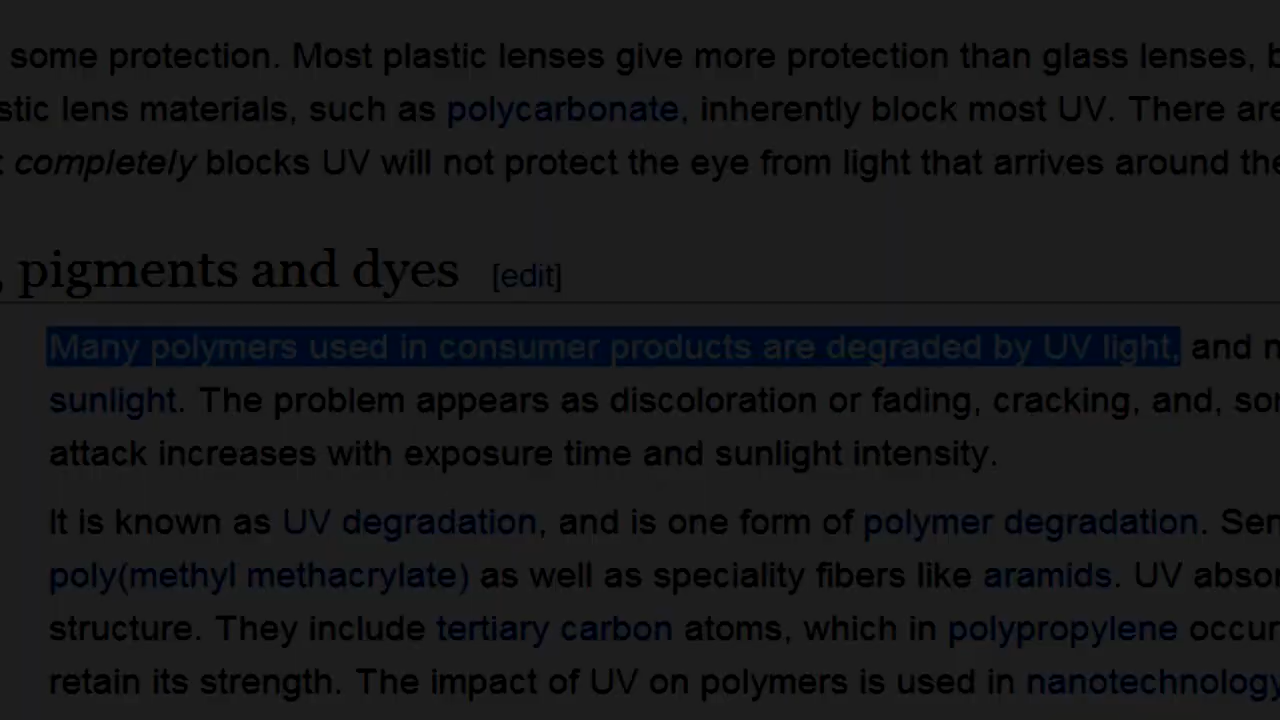 some protection. Most plastic lenses give more protection than glass lenses,
lens materials, such as polycarbonate, inherently block most UV. There are
completely blocks UV will not protect the eye from light that arrives around the
, pigments and dyes [edit]
Many polymers used in consumer products are degraded by UV light, and
sunlight. The problem appears as discoloration or fading, cracking, and,
attack increases with exposure time and sunlight intensity.
It is known as UV degradation, and is one form of polymer degradation.
poly(methyl methacrylate) as well as speciality fibers like aramids. UV
structure. They include tertiary carbon atoms, which in polypropylene
retain its strength. The impact of UV on polymers is used in nanotechnology